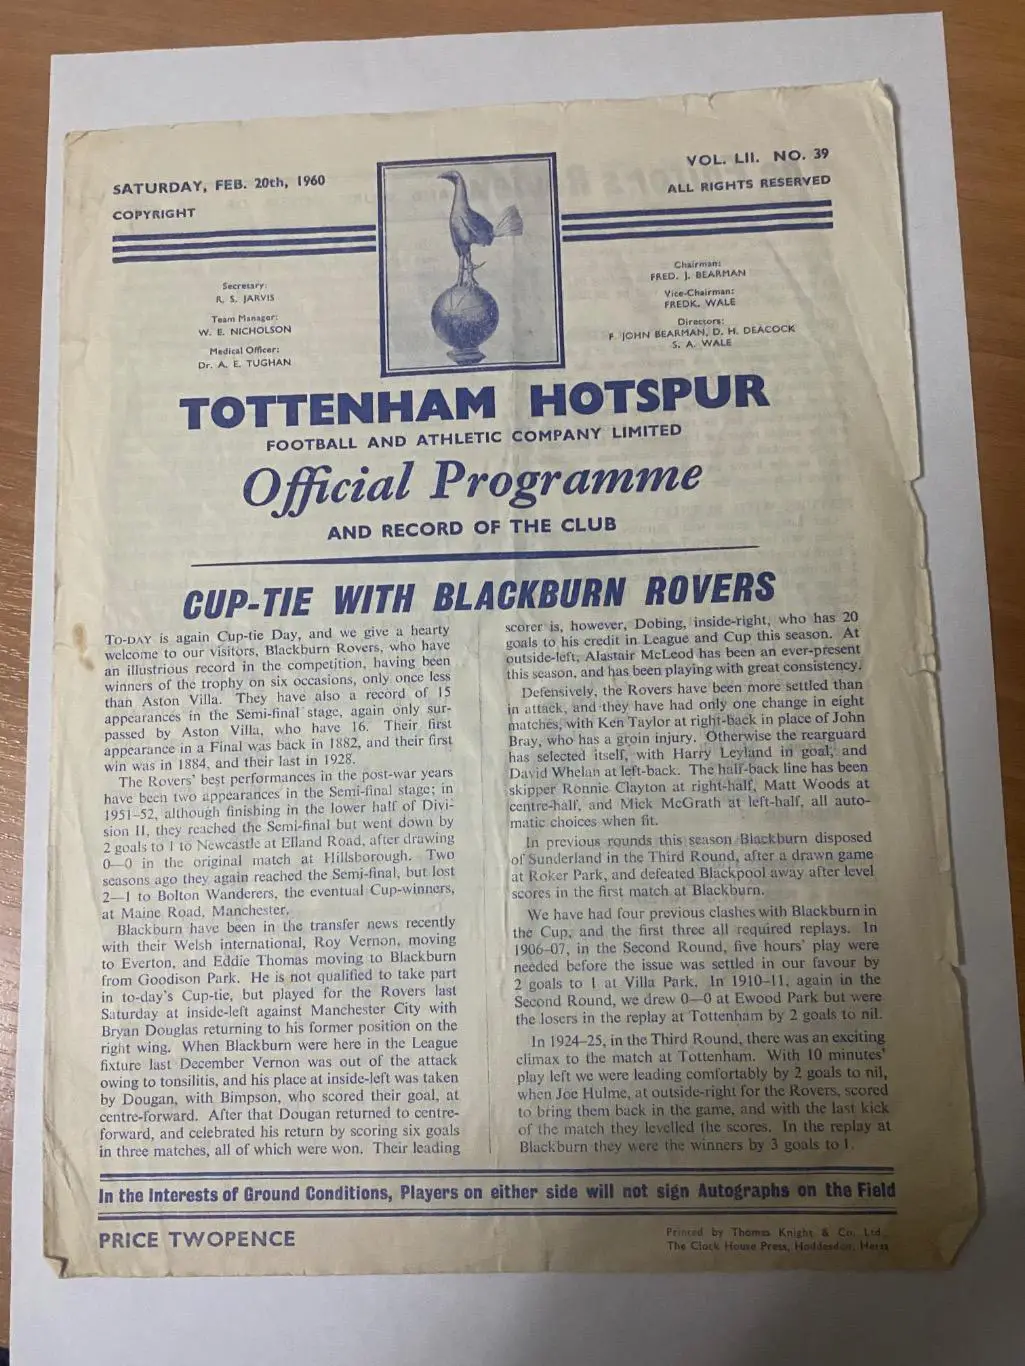 SATURDAY, FEB. 20th, 1960
COPYRIGHT
VOL. LII. NO. 39
ALL RIGHTS RESERVED
Secretary:
R. S. JARVIS
Team Manager:
W. E. NICHOLSON
Medical Officer:
Dr. A. E. TUGHAN
Chairman:
FRED. J. BEARMAN
Vice-Chairman:
FREDK. WALE
Directors:
F. JOHN BEARMAN, D. H. DEACOCK
S. A. WALE
TOTTENHAM HOTSPUR
FOOTBALL AND ATHLETIC COMPANY LIMITED
Official Programme
AND RECORD OF THE CLUB
CUP-TIE WITH BLACKBURN ROVERS
TO-DAY is again Cup-tie Day, and we give a hearty
welcome to our visitors, Blackburn Rovers, who have
an illustrious record in the competition, having been
winners of the trophy on six occasions, only once less
than Aston Villa. They have also a record of 15
appearances in the Semi-final stage, again only sur-
passed by Aston Villa, who have 16. Their first
appearance in a Final was back in 1882, and their first
win was in 1884, and their last in 1928.
The Rovers' best performances in the post-war years
have been two appearances in the Semi-final stage; in
1951-52, although finishing in the lower half of Divi-
sion II, they reached the Semi-final but went down by
2 goals to 1 to Newcastle at Elland Road, after drawing
0—0 in the original match at Hillsborough. Two
seasons ago they again reached the Semi-final, but lost
2—1 to Bolton Wanderers, the eventual Cup-winners,
at Maine Road, Manchester.
Blackburn have been in the transfer news recently
with their Welsh international, Roy Vernon, moving
to Everton, and Eddie Thomas moving to Blackburn
from Goodison Park. He is not qualified to take part
in to-day's Cup-tie, but played for the Rovers last
Saturday at inside-left against Manchester City with
Bryan Douglas returning to his former position on the
right wing. When Blackburn were here in the League
fixture last December Vernon was out of the attack
owing to tonsilitis, and his place at inside-left was taken
by Dougan, with Bimpson, who scored their goal, at
centre-forward. After that Dougan returned to centre-
forward, and celebrated his return by scoring six goals
in three matches, all of which were won. Their leading
scorer is, however, Dobing, inside-right, who has 20
goals to his credit in League and Cup this season. At
outside-left, Alastair McLeod has been an ever-present
this season, and has been playing with great consistency.
Defensively, the Rovers have been more settled than
in attack, and they have had only one change in eight
matches, with Ken Taylor at right-back in place of John
Bray, who has a groin injury. Otherwise the rearguard
has selected itself, with Harry Leyland in goal, and
David Whelan at left-back. The half-back line has been
skipper Ronnie Clayton at right-half, Matt Woods at
centre-half, and Mick McGrath at left-half, all auto-
matic choices when fit.
In previous rounds this season Blackburn disposed
of Sunderland in the Third Round, after a drawn game
at Roker Park, and defeated Blackpool away after level
scores in the first match at Blackburn.
We have had four previous clashes with Blackburn in
the Cup, and the first three all required replays. In
1906-07, in the Second Round, five hours' play were
needed before the issue was settled in our favour by
2 goals to 1 at Villa Park. In 1910-11, again in the
Second Round, we drew 0—0 at Ewood Park but were
the losers in the replay at Tottenham by 2 goals to nil.
In 1924-25, in the Third Round, there was an exciting
climax to the match at Tottenham. With 10 minutes'
play left we were leading comfortably by 2 goals to nil,
when Joe Hulme, at outside-right for the Rovers, scored
to bring them back in the game, and with the last kick
of the match they levelled the scores. In the replay at
Blackburn they were the winners by 3 goals to 1.
In the Interests of Ground Conditions, Players on either side will not sign Autographs on the Field
PRICE TWOPENCE
Printed by Thomas Knight & Co. Ltd.,
The Clock House Press, Hoddesdon, Herts